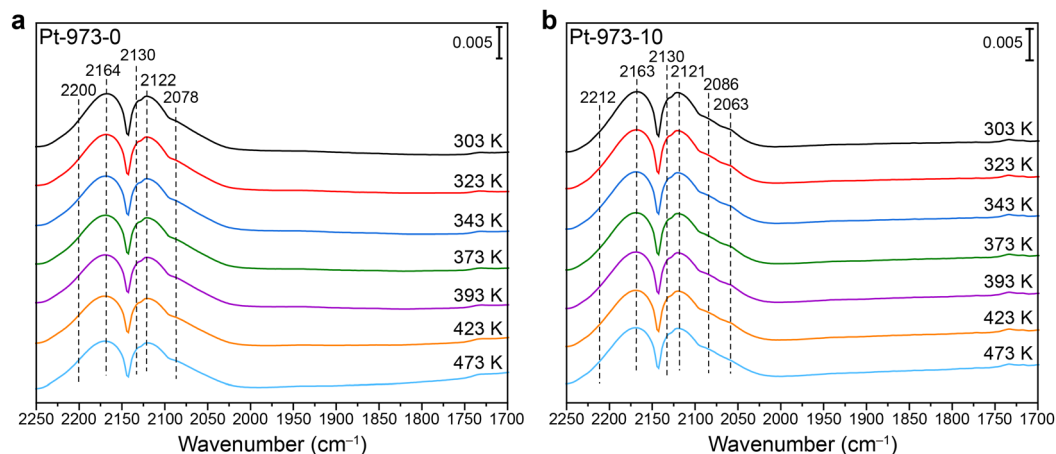 a
Pt-973-0
0.005
2130
2164
2122
2200
2078
303 K
323 K
343 K
373 K
393 K
423 K
473 K
2250 2200 2150 2100 2050 2000 1950 1900 1850 1800 1750 1700
Wavenumber (cm⁻¹)
b
Pt-973-10
0.005
2130
2163
2121
2086
2212
2063
303 K
323 K
343 K
373 K
393 K
423 K
473 K
2250 2200 2150 2100 2050 2000 1950 1900 1850 1800 1750 1700
Wavenumber (cm⁻¹)